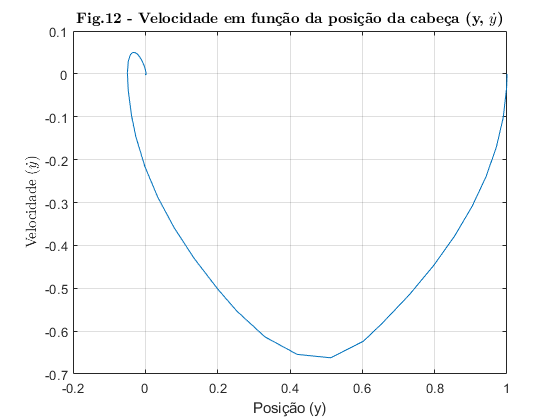 Fig.12 - Velocidade em função da posição da cabeça (y, ẏ)
0.1
0
-0.1
-0.2
-0.3
-0.4
-0.5
-0.6
-0.7
Velocidade (ẏ)
-0.2 0 0.2 0.4 0.6 0.8 1
Posição (y)